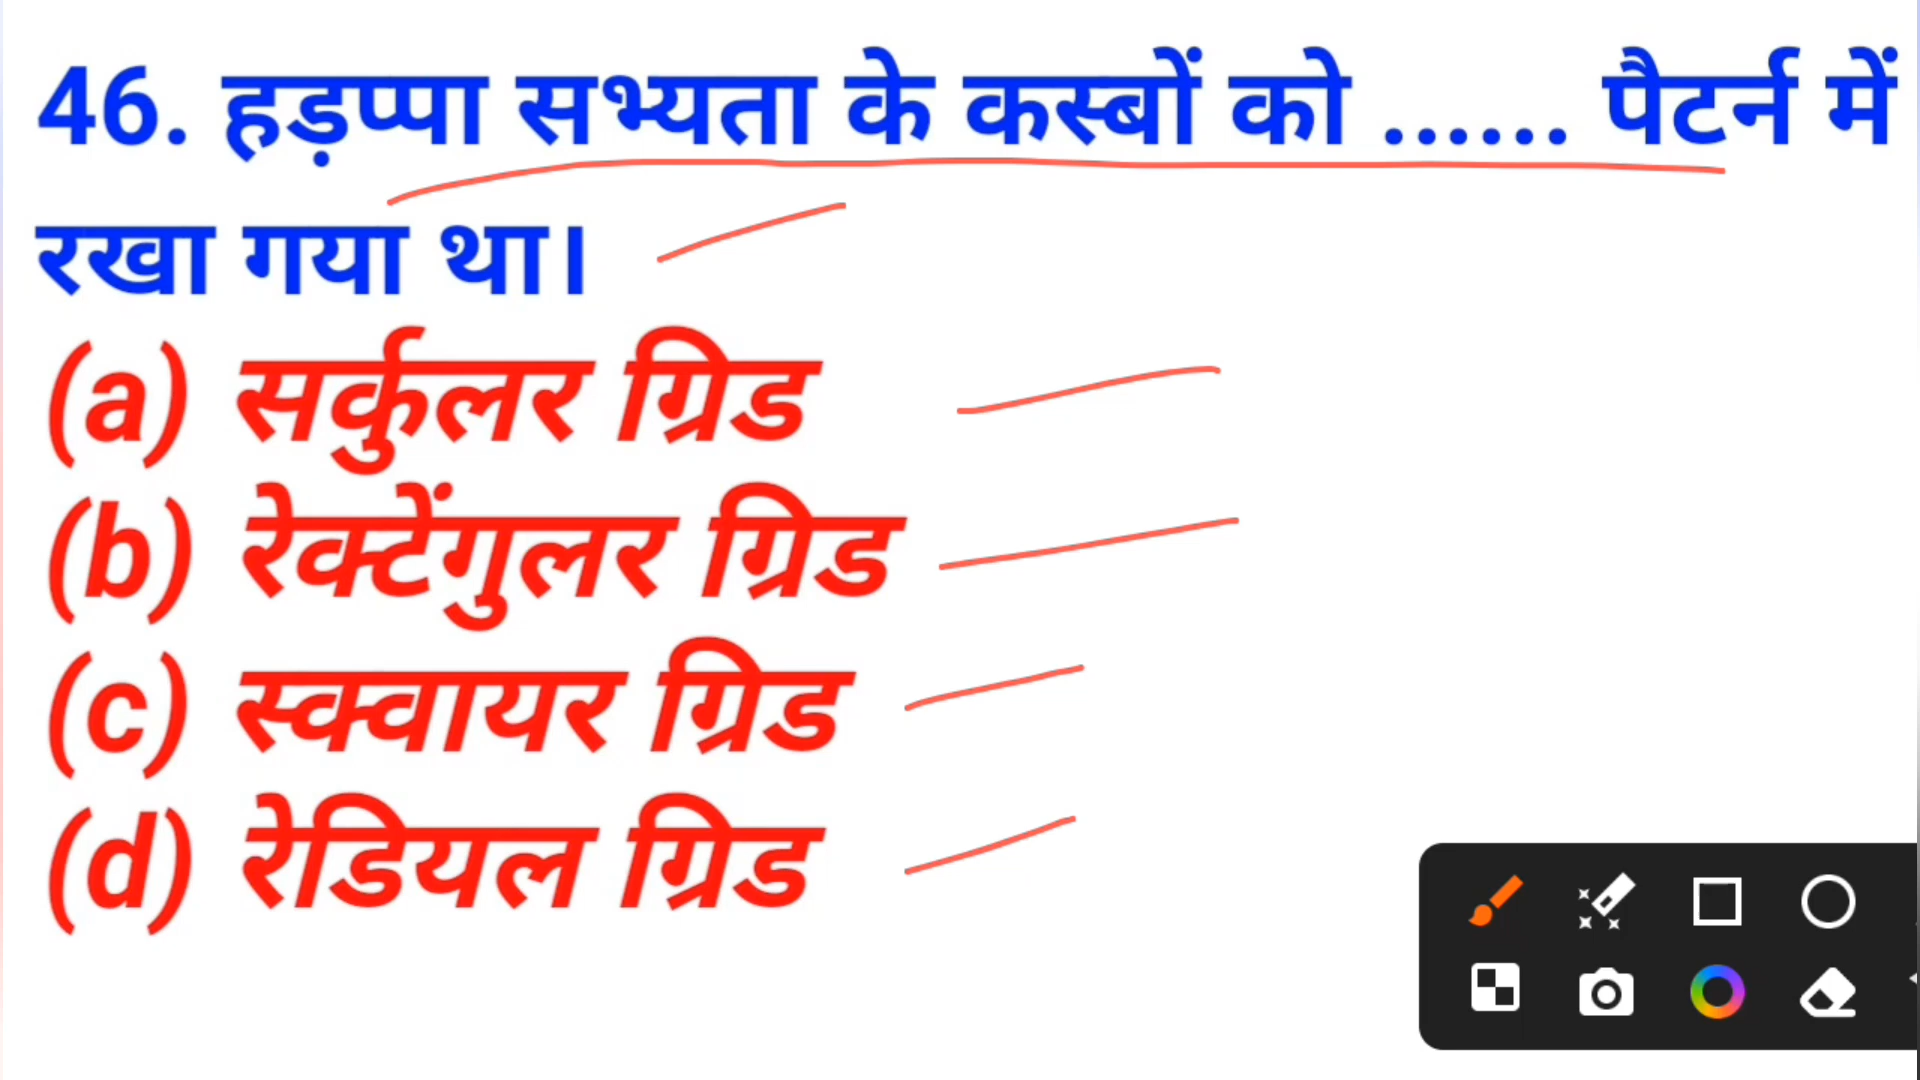 46. हड़प्पा सभ्यता के कस्बों को ...... पैटर्न में
रखा गया था।
(a) सर्कुलर ग्रिड
(b) रेक्टेंगुलर ग्रिड
(c) स्क्वायर ग्रिड
(d) रेडियल ग्रिड